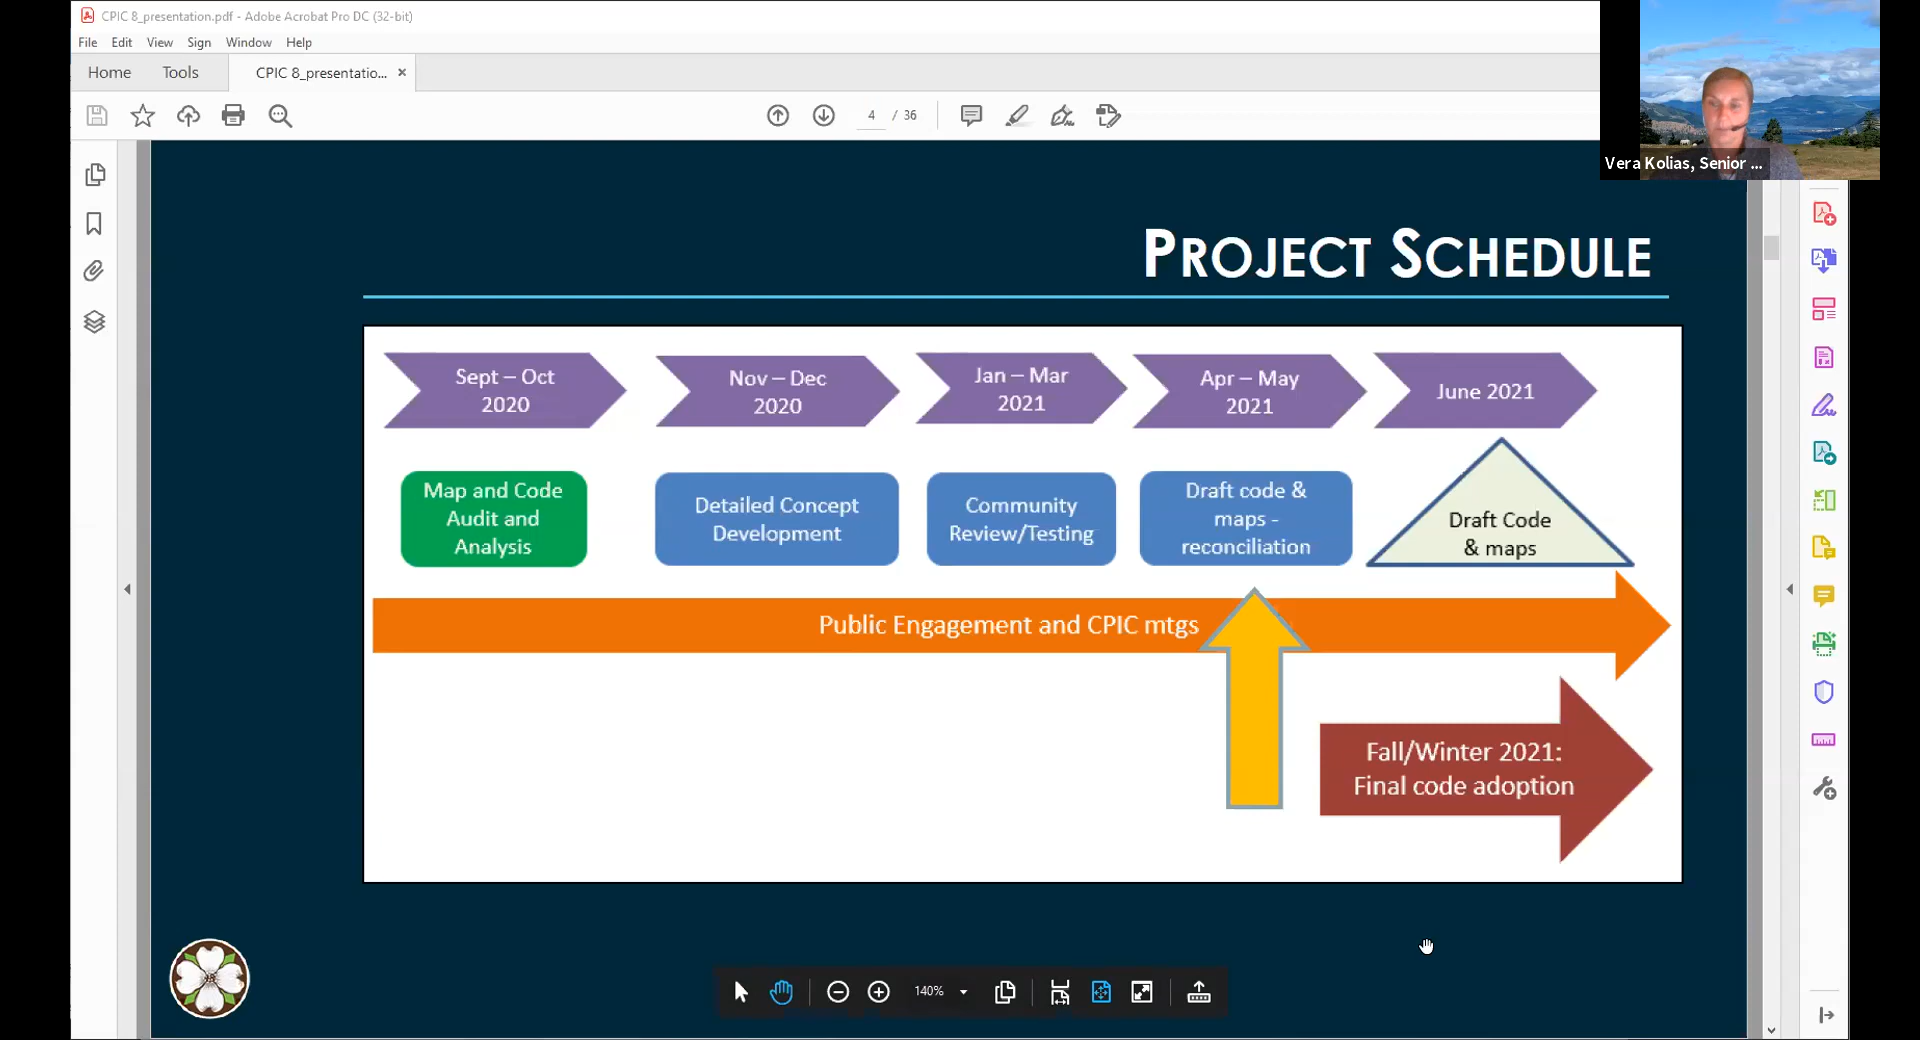 CPIC 8_presentation.pdf - Adobe Acrobat Pro DC (32-bit)
File Edit View Sign Window Help
Home Tools CPIC 8_presentatio... ×
4 / 36
Vera Kolias, Senior ...
PROJECT SCHEDULE
Sept – Oct
2020
Nov – Dec
2020
Jan – Mar
2021
Apr – May
2021
June 2021
Map and Code
Audit and
Analysis
Detailed Concept
Development
Community
Review/Testing
Draft code &
maps -
reconciliation
Draft Code
& maps
Public Engagement and CPIC mtgs
Fall/Winter 2021:
Final code adoption
140%